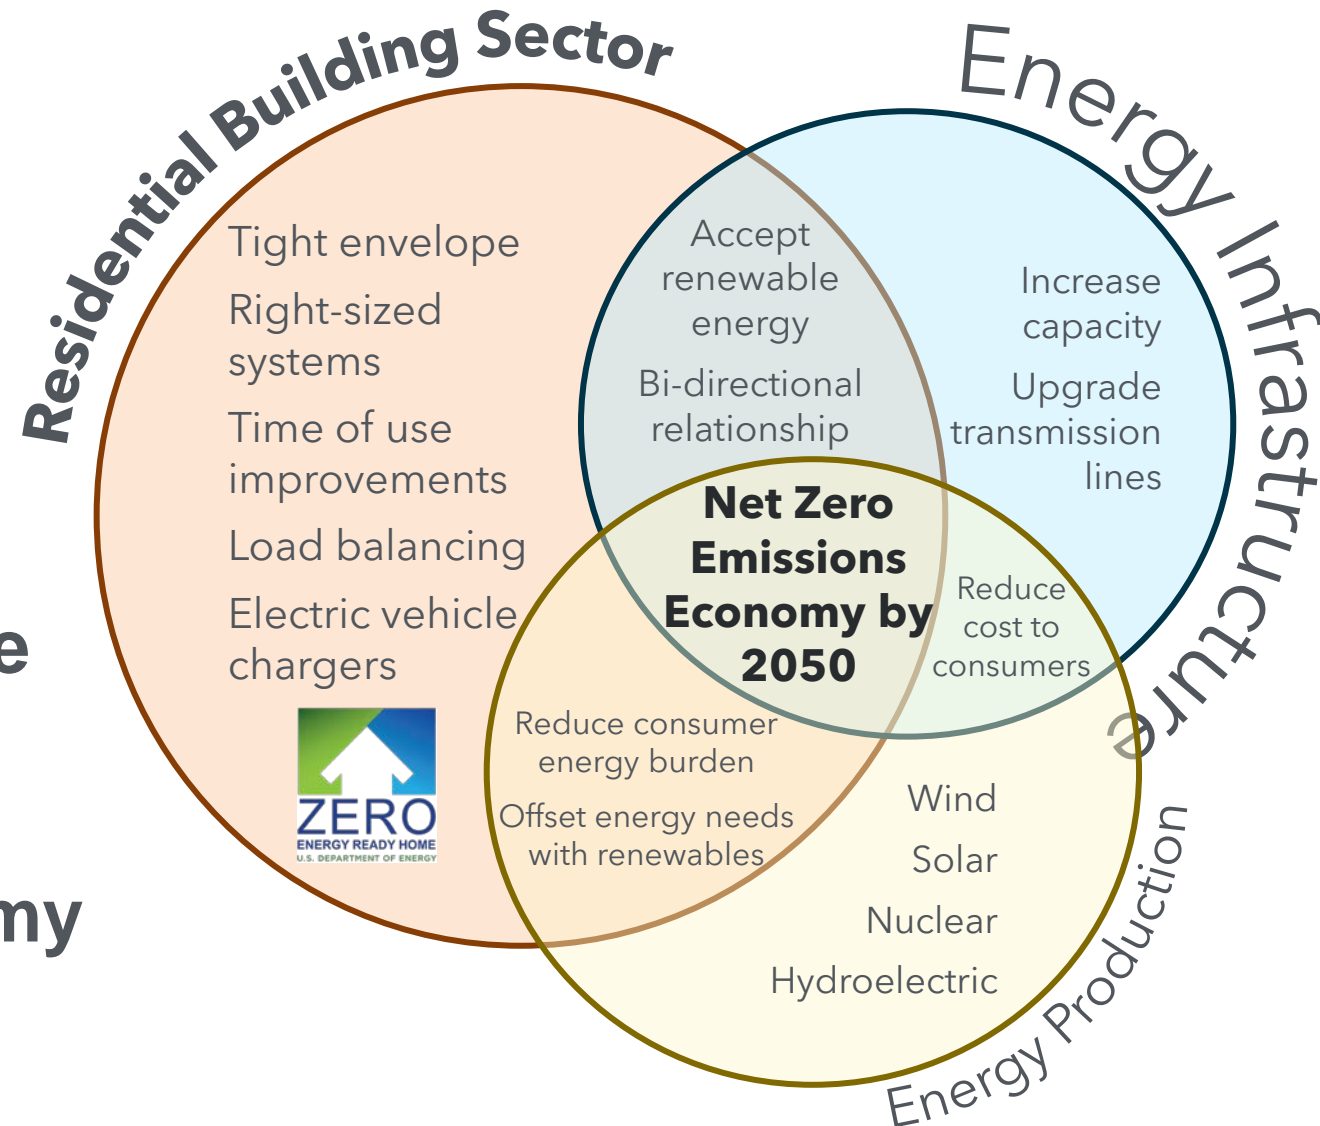 Residential Building Sector
Energy Infrastructure
Tight envelope
Right-sized
systems
Time of use
improvements
Load balancing
Electric vehicle
chargers
ZERO
ENERGY READY HOME
U.S. DEPARTMENT OF ENERGY
Accept
renewable
energy
Bi-directional
relationship
Increase
capacity
Upgrade
transmission
lines
Net Zero
Emissions
Economy by
2050
Reduce
cost to
consumers
Reduce consumer
energy burden
Offset energy needs
with renewables
Wind
Solar
Nuclear
Hydroelectric
Energy Production
e
my